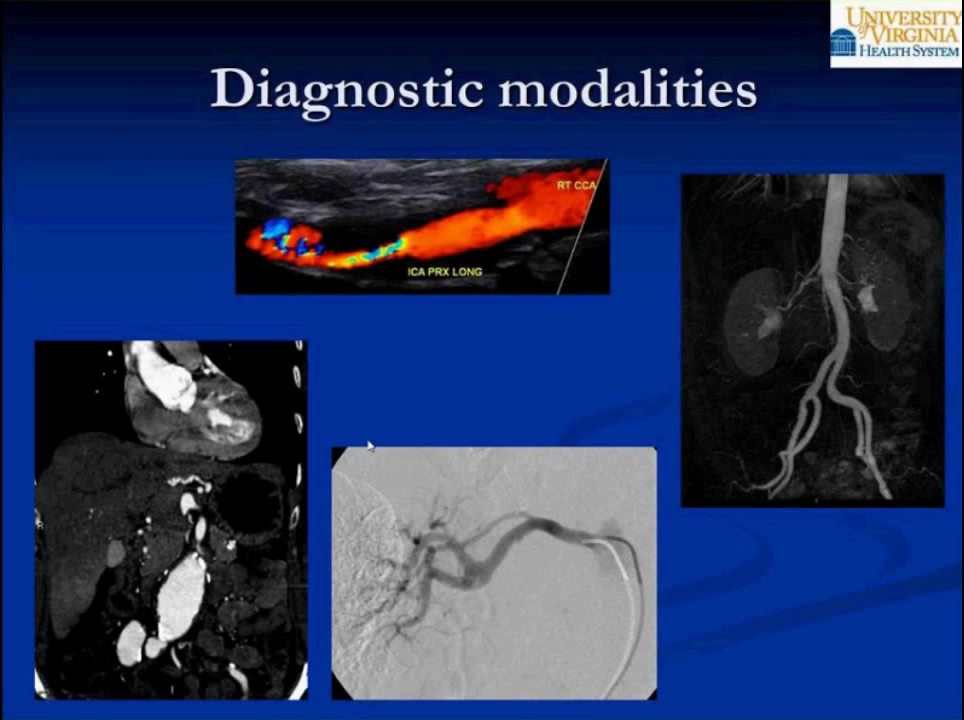 UNIVERSITY
of VIRGINIA
HEALTH SYSTEM
Diagnostic modalities
RT CCA
ICA PRX LONG
R